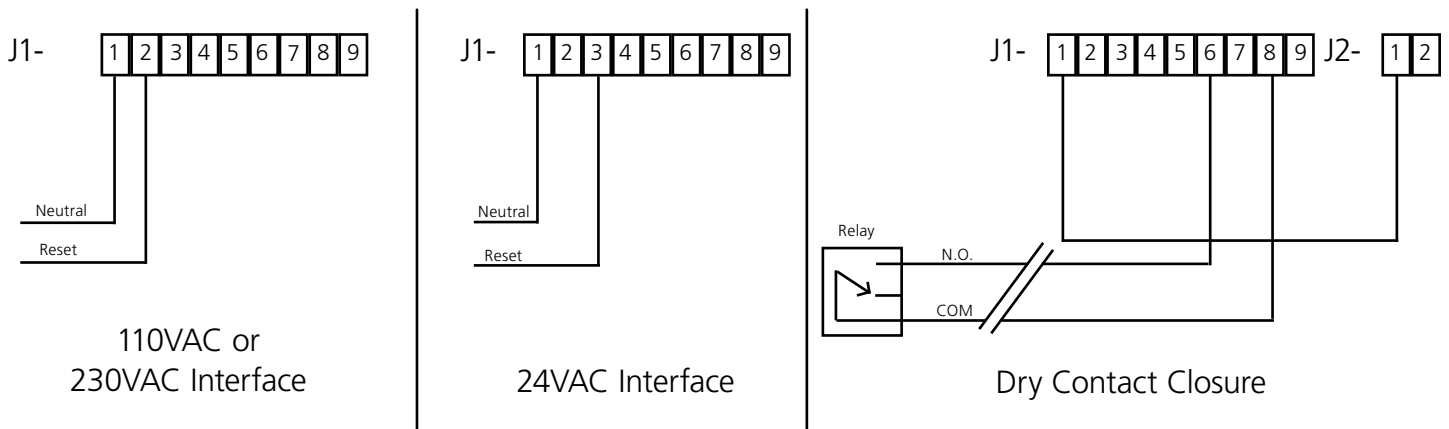 J1- 1 2 3 4 5 6 7 8 9
Neutral
Reset
110VAC or
230VAC Interface
J1- 1 2 3 4 5 6 7 8 9
Neutral
Reset
24VAC Interface
J1- 1 2 3 4 5 6 7 8 9 J2- 1 2
Relay
N.O.
COM
Dry Contact Closure